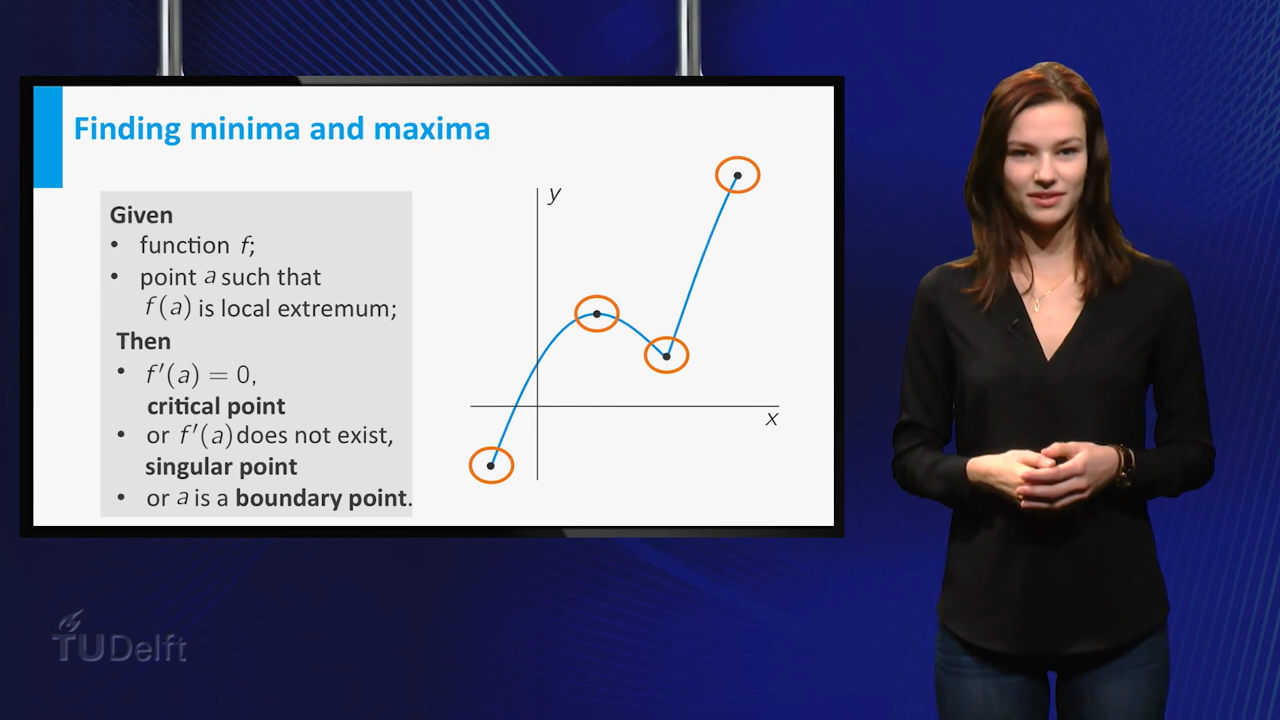 Finding minima and maxima
Given
• function f;
• point a such that
f(a) is local extremum;
Then
• f′(a) = 0,
critical point
• or f′(a) does not exist,
singular point
• or a is a boundary point.
y
x
TUDelft